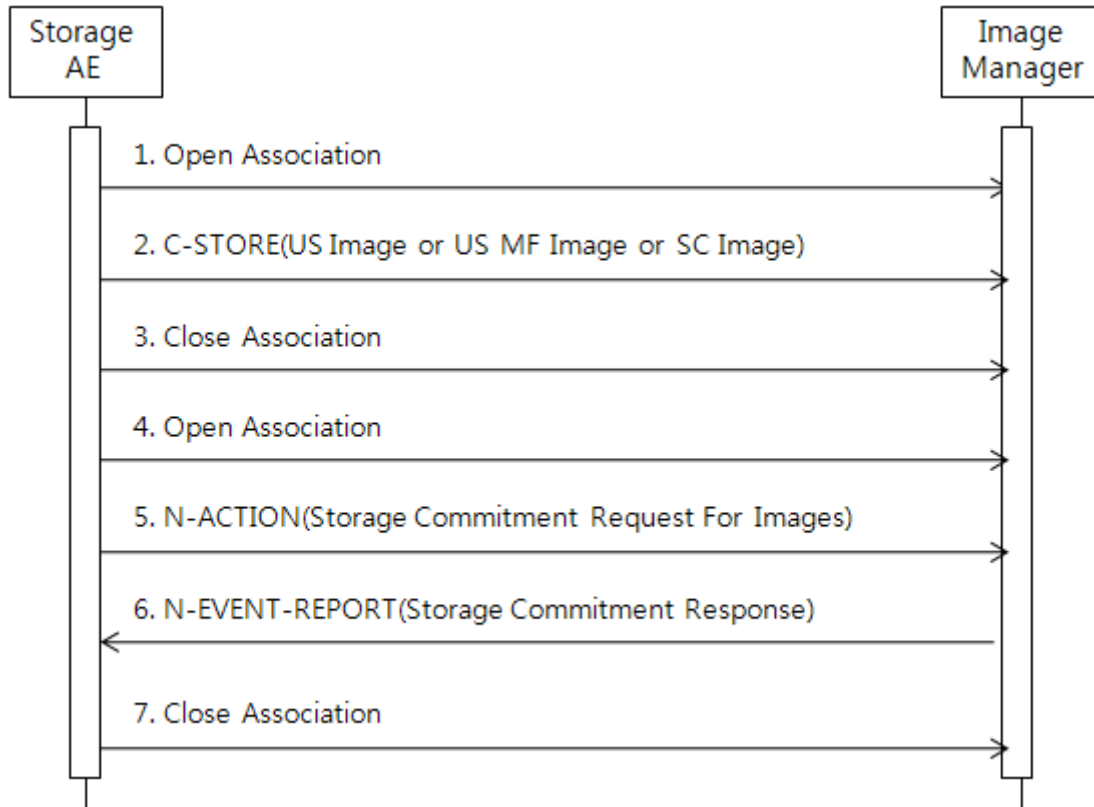 Storage
AE
Image
Manager
1. Open Association
2. C-STORE(US Image or US MF Image or SC Image)
3. Close Association
4. Open Association
5. N-ACTION(Storage Commitment Request For Images)
6. N-EVENT-REPORT(Storage Commitment Response)
7. Close Association